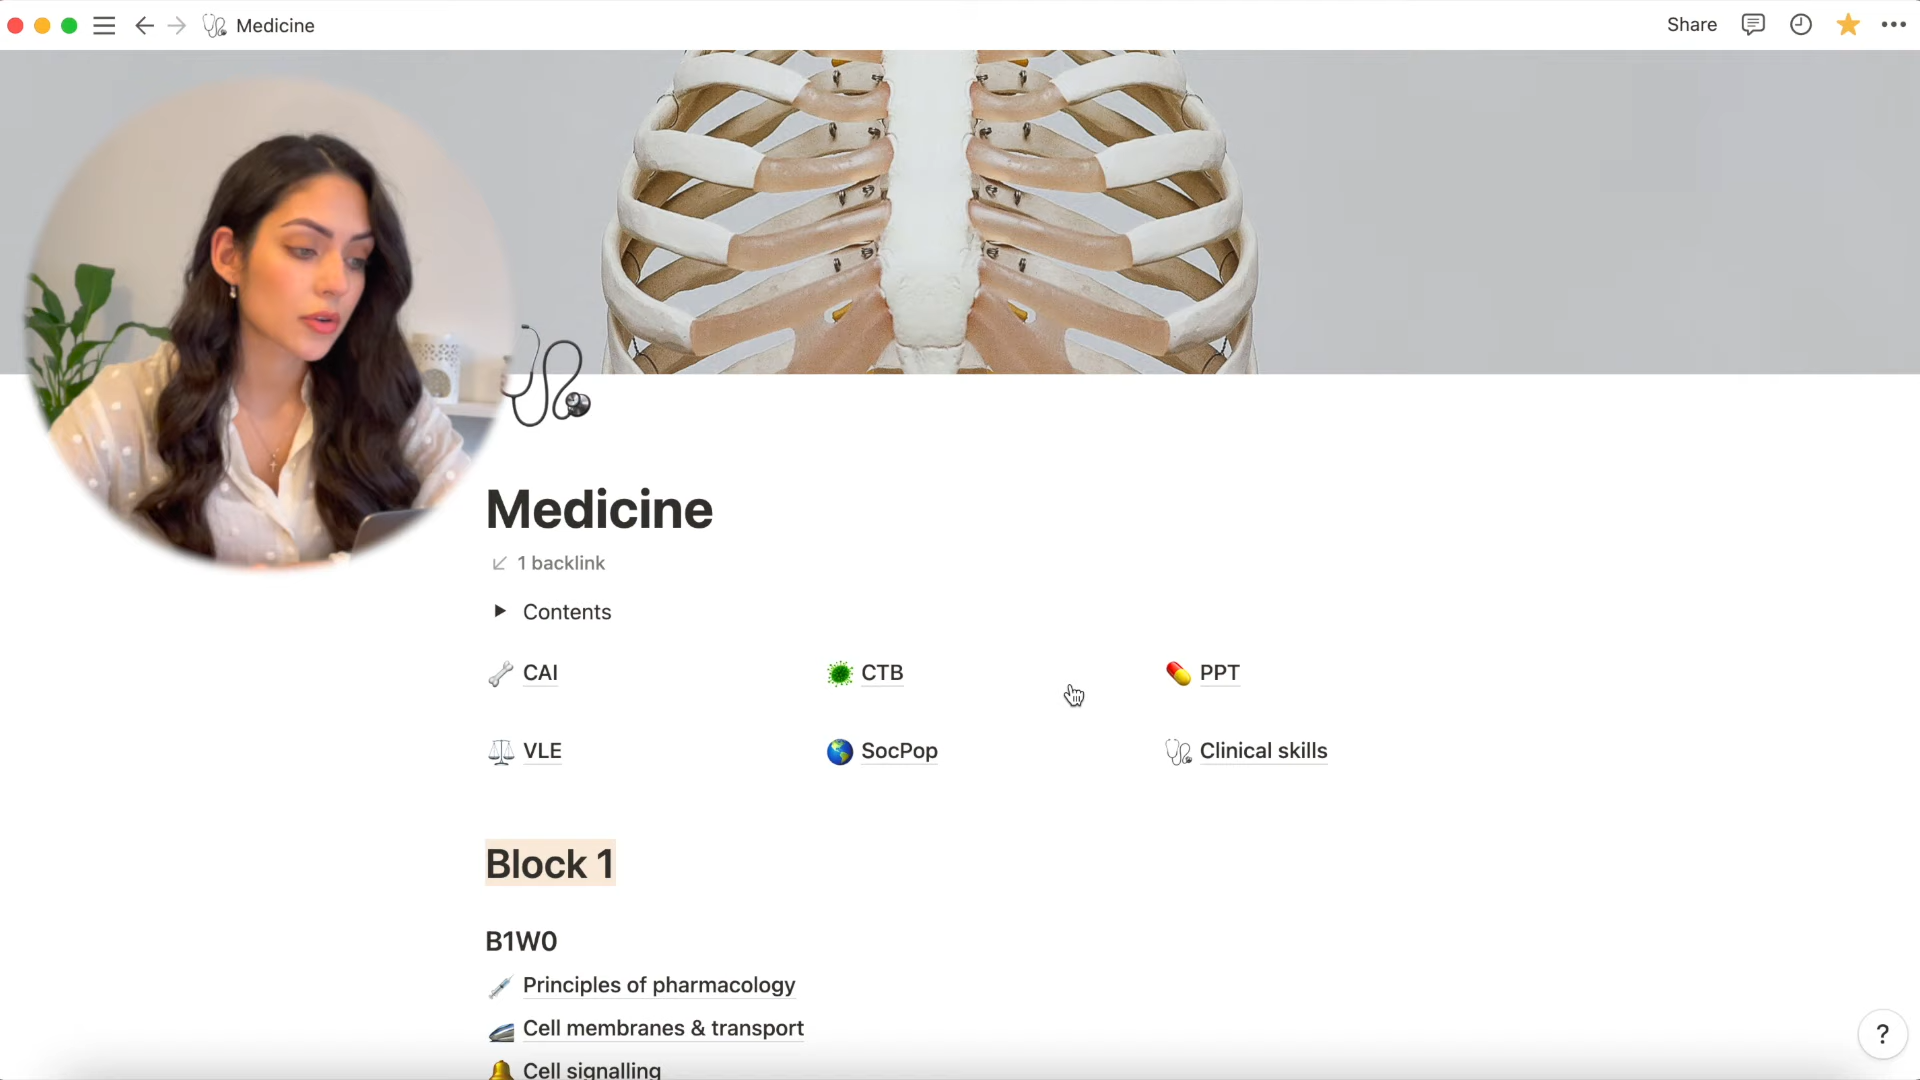 Medicine
Share
Medicine
1 backlink
Contents
CAI
CTB
PPT
VLE
SocPop
Clinical skills
Block 1
B1W0
Principles of pharmacology
Cell membranes & transport
Cell signalling
?